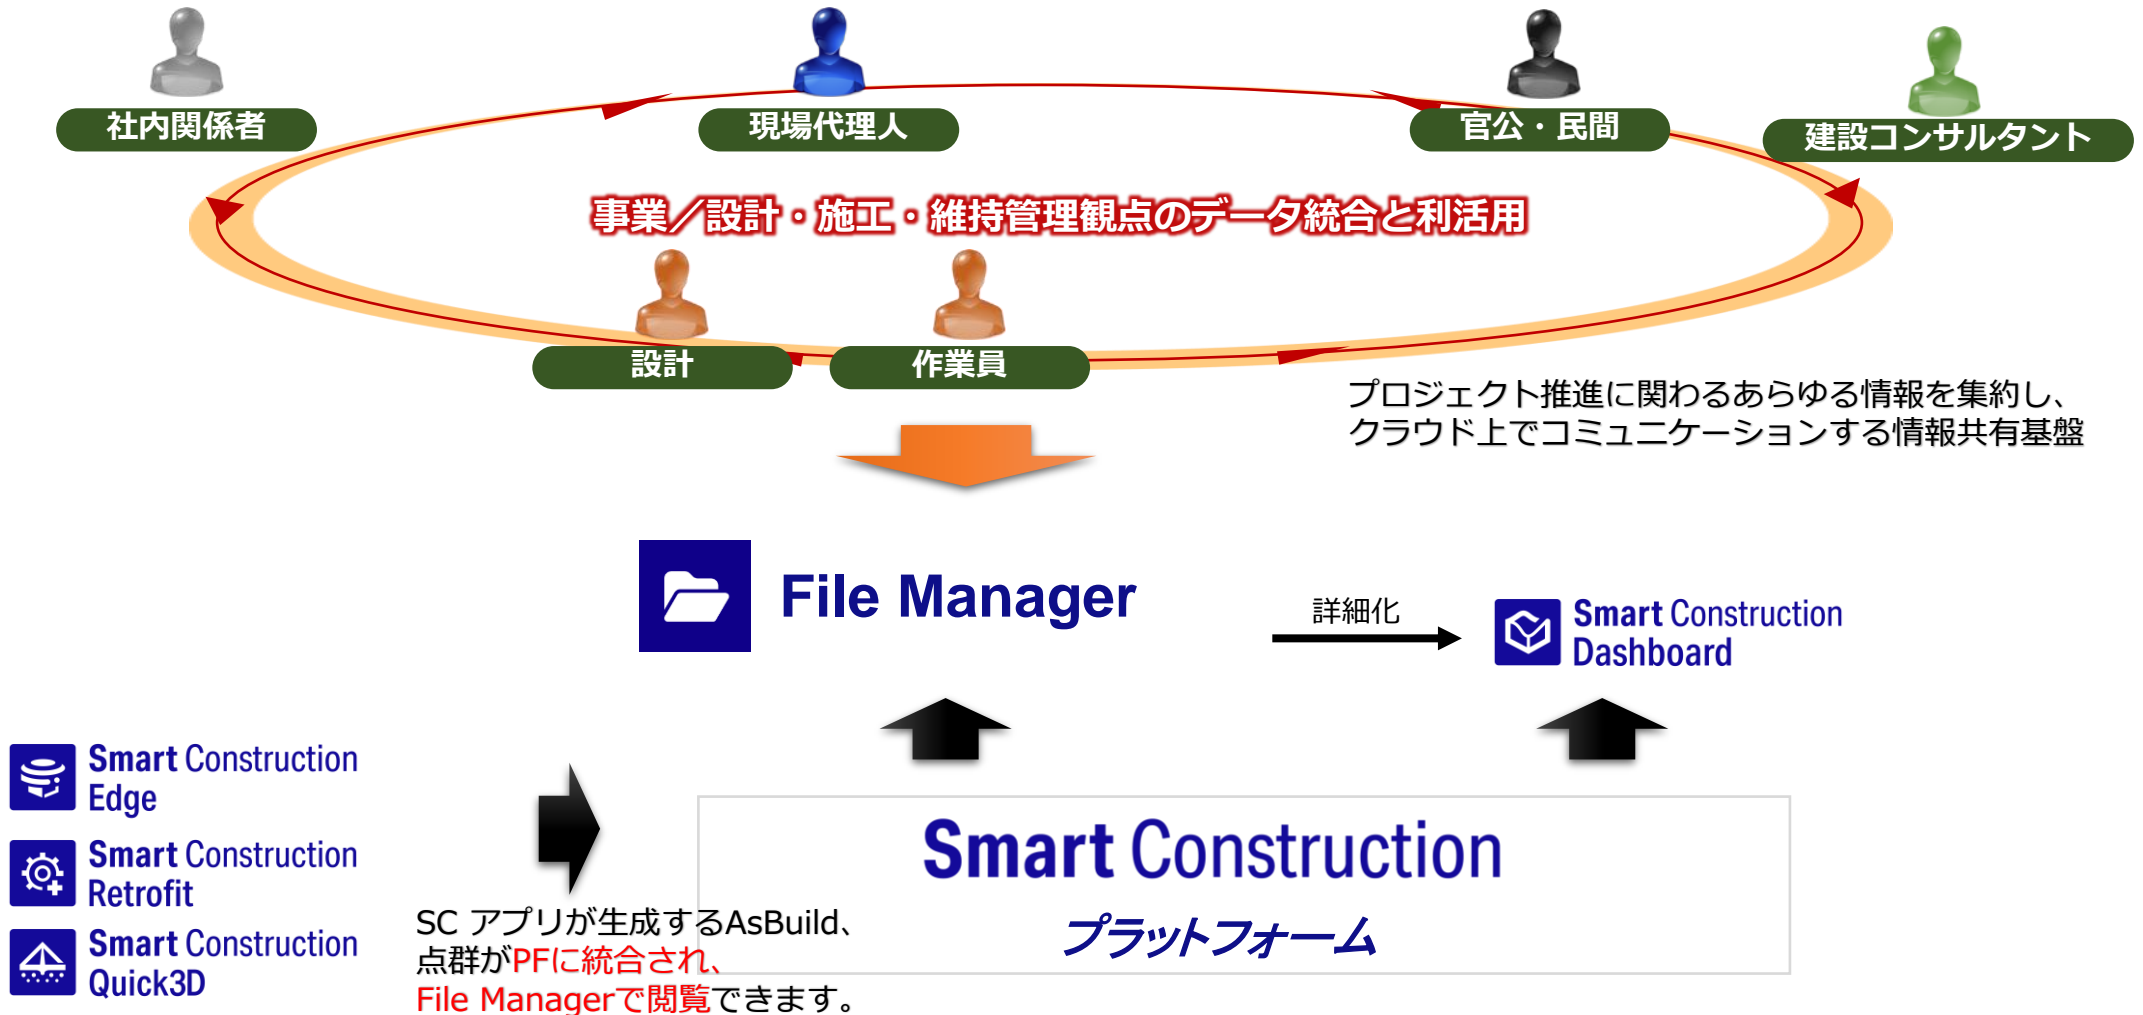 社内関係者
現場代理人
官公・民間
建設コンサルタント
事業／設計・施工・維持管理観点のデータ統合と利活用
設計
作業員
プロジェクト推進に関わるあらゆる情報を集約し、
クラウド上でコミュニケーションする情報共有基盤
File Manager
詳細化
Smart Construction
Dashboard
Smart Construction
Edge
Smart Construction
Retrofit
Smart Construction
Quick3D
SC アプリが生成するAsBuild、
点群がPFに統合され、
File Managerで閲覧できます。
Smart Construction
プラットフォーム